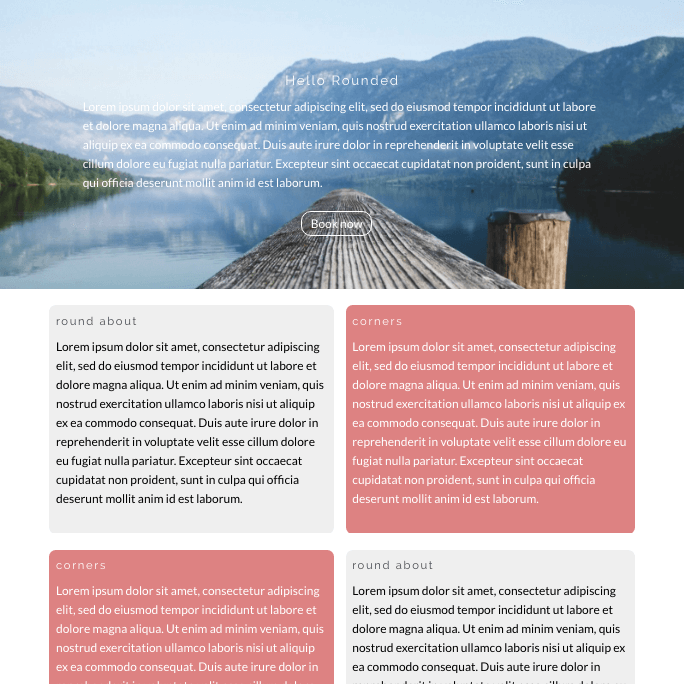 Hello Rounded
Lorem ipsum dolor sit amet, consectetur adipiscing elit, sed do eiusmod tempor incididunt ut labore
et dolore magna aliqua. Ut enim ad minim veniam, quis nostrud exercitation ullamco laboris nisi ut
aliquip ex ea commodo consequat. Duis aute irure dolor in reprehenderit in voluptate velit esse
cillum dolore eu fugiat nulla pariatur. Excepteur sint occaecat cupidatat non proident, sunt in culpa
qui officia deserunt mollit anim id est laborum.
Book now
round about
Lorem ipsum dolor sit amet, consectetur adipiscing
elit, sed do eiusmod tempor incididunt ut labore et
dolore magna aliqua. Ut enim ad minim veniam, quis
nostrud exercitation ullamco laboris nisi ut aliquip
ex ea commodo consequat. Duis aute irure dolor in
reprehenderit in voluptate velit esse cillum dolore
eu fugiat nulla pariatur. Excepteur sint occaecat
cupidatat non proident, sunt in culpa qui officia
deserunt mollit anim id est laborum.
corners
Lorem ipsum dolor sit amet, consectetur adipiscing
elit, sed do eiusmod tempor incididunt ut labore et
dolore magna aliqua. Ut enim ad minim veniam, quis
nostrud exercitation ullamco laboris nisi ut aliquip ex
ea commodo consequat. Duis aute irure dolor in
reprehenderit in voluptate velit esse cillum dolore eu
fugiat nulla pariatur. Excepteur sint occaecat
cupidatat non proident, sunt in culpa qui officia
deserunt mollit anim id est laborum.
corners
Lorem ipsum dolor sit amet, consectetur adipiscing
elit, sed do eiusmod tempor incididunt ut labore et
dolore magna aliqua. Ut enim ad minim veniam, quis
nostrud exercitation ullamco laboris nisi ut aliquip
ex ea commodo consequat. Duis aute irure dolor in
round about
Lorem ipsum dolor sit amet, consectetur adipiscing
elit, sed do eiusmod tempor incididunt ut labore et
dolore magna aliqua. Ut enim ad minim veniam, quis
nostrud exercitation ullamco laboris nisi ut aliquip ex
ea commodo consequat. Duis aute irure dolor in